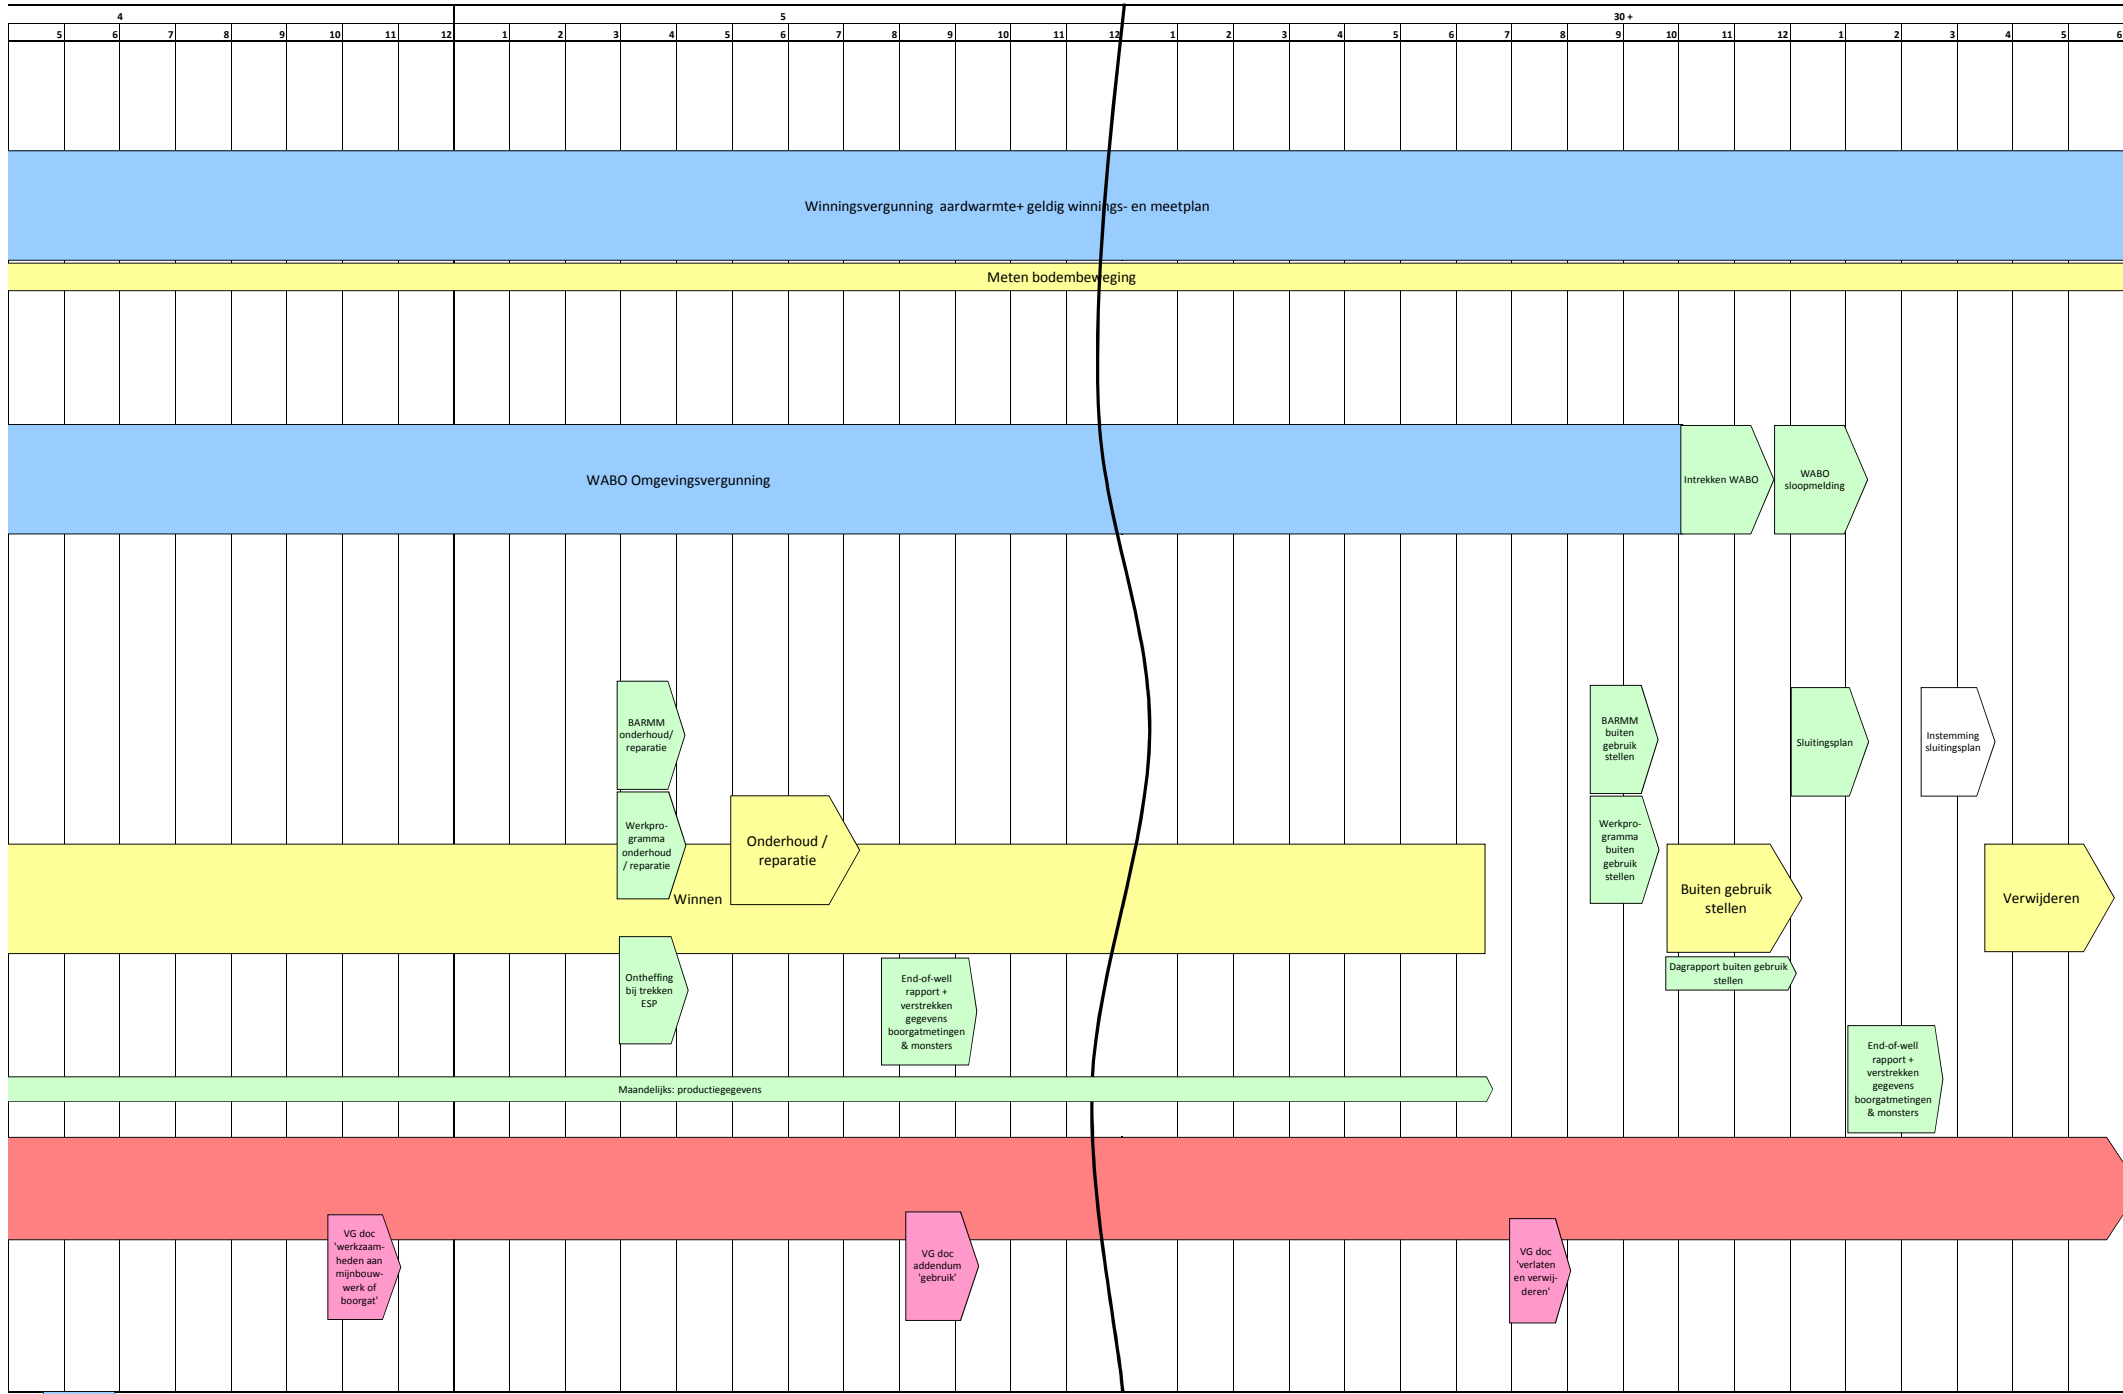 4 5 30 +
5 6 7 8 9 10 11 12 1 2 3 4 5 6 7 8 9 10 11 12 1 2 3 4 5 6 7 8 9 10 11 12 1 2 3 4 5 6
Winningsvergunning aardwarmte+ geldig winnings- en meetplan
Meten bodembeweging
WABO Omgevingsvergunning
Intrekken WABO
WABO
sloopmelding
BARMM
onderhoud/
reparatie
BARMM
buiten
gebruik
stellen
Sluitingsplan
Instemming
sluitingsplan
Werkpro-
gramma
onderhoud
/ reparatie
Onderhoud /
reparatie
Winnen
Werkpro-
gramma
buiten
gebruik
stellen
Buiten gebruik
stellen
Verwijderen
Ontheffing
bij trekken
ESP
End-of-well
rapport +
verstrekken
gegevens
boorgatmetingen
& monsters
Dagrapport buiten gebruik
stellen
End-of-well
rapport +
verstrekken
gegevens
boorgatmetingen
& monsters
Maandelijks: productiegegevens
VG doc
'werkzaam-
heden aan
mijnbouw-
werk of
boorgat'
VG doc
addendum
'gebruik'
VG doc
'verlaten
en verwij-
deren'